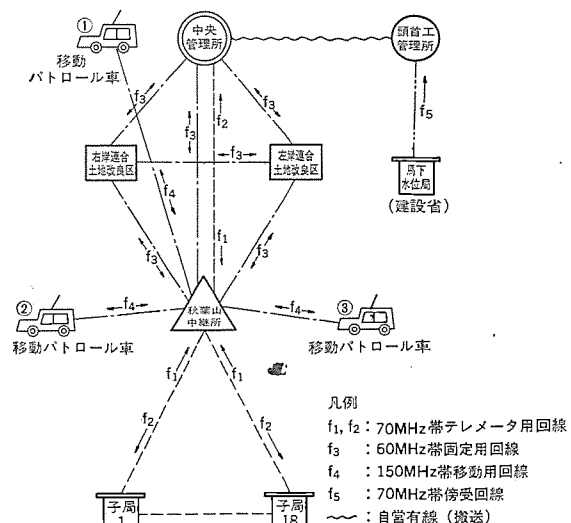 ①
移動
パトロール車
中央
管理所
頭首工
管理所
f₃
f₃
f₂
f₃
f₅
右岸連合
土地改良区
f₃
左岸連合
土地改良区
馬下
水位局
(建設省)
f₄
f₃
f₁
f₃
②
f₄
移動パトロール車
秋葉山
中継所
f₄
③
移動パトロール車
f₁
f₁
f₂
f₂
子局
1
子局
18
凡例
f₁, f₂：70MHz帯テレメータ用回線
f₃：60MHz帯固定用回線
f₄：150MHz帯移動用回線
f₅：70MHz帯傍受回線
〜〜：自営有線（搬送）